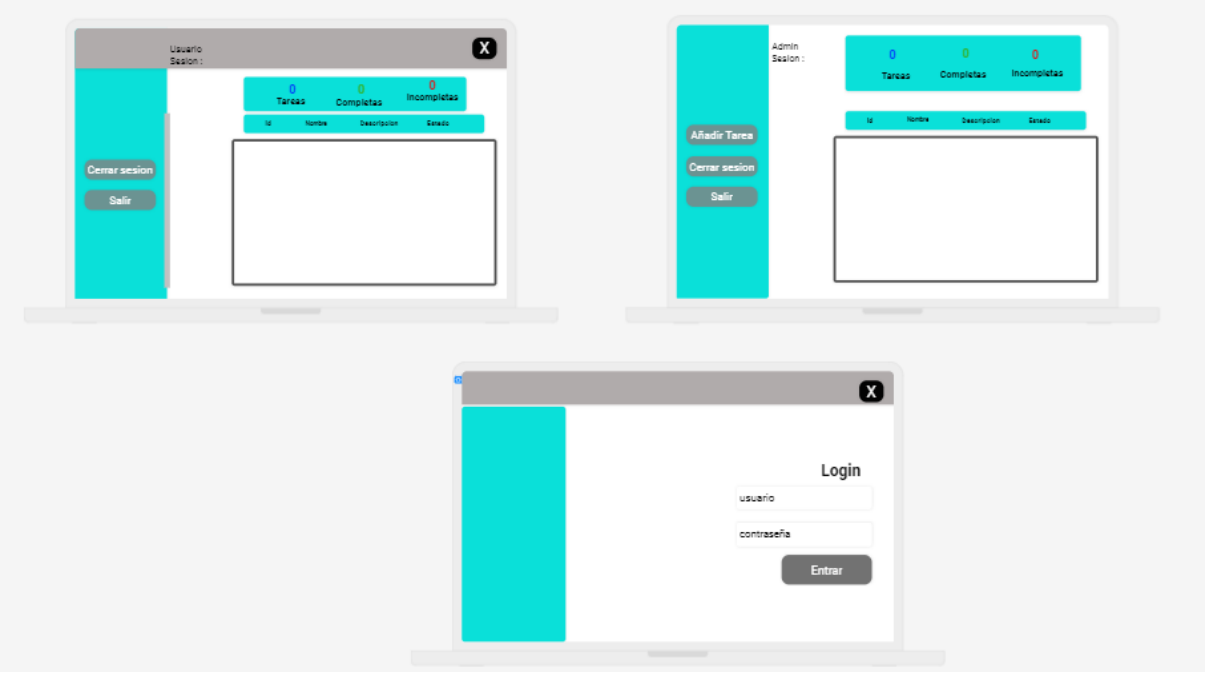 Usuario
Sesion :
X
0 0 0
Tareas Completas Incompletas
Id Nombre Descripcion Estado
Cerrar sesion
Salir
Admin
Sesion :
0 0 0
Tareas Completas Incompletas
Id Nombre Descripcion Estado
Añadir Tarea
Cerrar sesion
Salir
X
Login
usuario
contraseña
Entrar